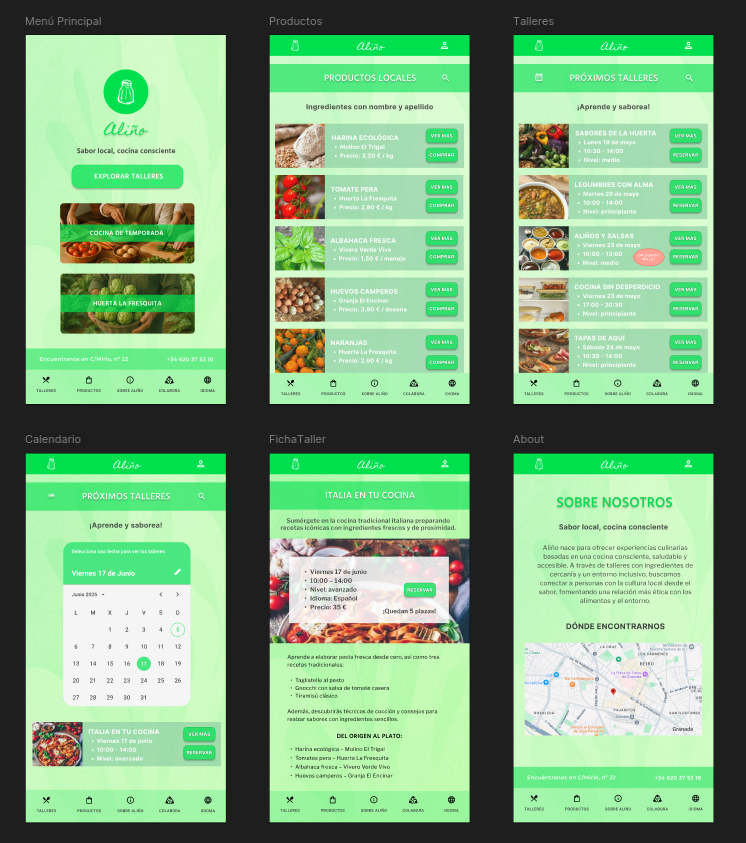 Menú Principal
Aliño
Sabor local, cocina consciente
EXPLORAR TALLERES
COCINA DE TEMPORADA
HUERTA LA FRESQUITA
Encuéntranos en C/Mirlo, nº 22
+34 620 37 53 18
TALLERES
PRODUCTOS
SOBRE ALIÑO
COLABORA
IDIOMA
Productos
Aliño
PRODUCTOS LOCALES
Ingredientes con nombre y apellido
HARINA ECOLÓGICA
• Molino El Trigal
• Precio: 3,20 € / kg
VER MÁS
COMPRAR
TOMATE PERA
• Huerta La Fresquita
• Precio: 2,80 € / kg
VER MÁS
COMPRAR
ALBAHACA FRESCA
• Vivero Verde Vivo
• Precio: 1,50 € / manojo
VER MÁS
COMPRAR
HUEVOS CAMPEROS
• Granja El Encinar
• Precio: 3,90 € / docena
VER MÁS
COMPRAR
NARANJAS
• Huerta La Fresquita
• Precio: 2,60 € / kg
VER MÁS
COMPRAR
TALLERES
PRODUCTOS
SOBRE ALIÑO
COLABORA
IDIOMA
Talleres
Aliño
PRÓXIMOS TALLERES
¡Aprende y saborea!
SABORES DE LA HUERTA
• Lunes 19 de mayo
• 10:30 - 14:00
• Nivel: medio
VER MÁS
RESERVAR
LEGUMBRES CON ALMA
• Martes 20 de mayo
• 10:00 - 14:00
• Nivel: principiante
VER MÁS
RESERVAR
ALIÑOS Y SALSAS
• Viernes 23 de mayo
• 10:00 - 13:00
• Nivel: medio
VER MÁS
RESERVAR
COCINA SIN DESPERDICIO
• Viernes 23 de mayo
• 17:00 - 20:30
• Nivel: principiante
VER MÁS
RESERVAR
TAPAS DE AQUÍ
• Sábado 24 de mayo
• 10:30 - 14:00
• Nivel: principiante
VER MÁS
RESERVAR
TALLERES
PRODUCTOS
SOBRE ALIÑO
COLABORA
IDIOMA
Calendario
Aliño
PRÓXIMOS TALLERES
¡Aprende y saborea!
Selecciona una fecha para ver los talleres
Viernes 17 de Junio
Junio 2025
L M X J V S D
1 2 3 4 5
6 7 8 9 10 11 12
13 14 15 16 17 18 19
20 21 22 23 24 25 26
27 28 29 30 31
ITALIA EN TU COCINA
• Viernes 17 de junio
• 10:00 - 14:00
• Nivel: avanzado
VER MÁS
RESERVAR
TALLERES
PRODUCTOS
SOBRE ALIÑO
COLABORA
IDIOMA
FichaTaller
Aliño
ITALIA EN TU COCINA
Sumérgete en la cocina tradicional italiana preparando
recetas icónicas con ingredientes frescos y de proximidad.
• Viernes 17 de junio
• 10:00 – 14:00
• Nivel: avanzado
• Idioma: Español
• Precio: 35 €
RESERVAR
¡Quedan 5 plazas!
Aprende a elaborar pasta fresca desde cero, así como tres
recetas tradicionales:
• Tagliatelle al pesto
• Gnocchi con salsa de tomate casera
• Tiramisú clásico
Además, descubrirás técnicas de cocción y consejos para
realzar sabores con ingredientes sencillos.
DEL ORIGEN AL PLATO:
• Harina ecológica – Molino El Trigal
• Tomates pera – Huerta La Fresquita
• Albahaca fresca – Vivero Verde Vivo
• Huevos camperos – Granja El Encinar
TALLERES
PRODUCTOS
SOBRE ALIÑO
COLABORA
IDIOMA
About
Aliño
SOBRE NOSOTROS
Sabor local, cocina consciente
Aliño nace para ofrecer experiencias culinarias
basadas en una cocina consciente, saludable y
accesible. A través de talleres con ingredientes de
cercanía y un entorno inclusivo, buscamos
conectar a personas con la cultura local desde el
sabor, fomentando una relación más ética con los
alimentos y el entorno.
DÓNDE ENCONTRARNOS
BEIRO
PAJARITOS
Granada
Encuéntranos en C/Mirlo, nº 22
+34 620 37 53 18
TALLERES
PRODUCTOS
SOBRE ALIÑO
COLABORA
IDIOMA